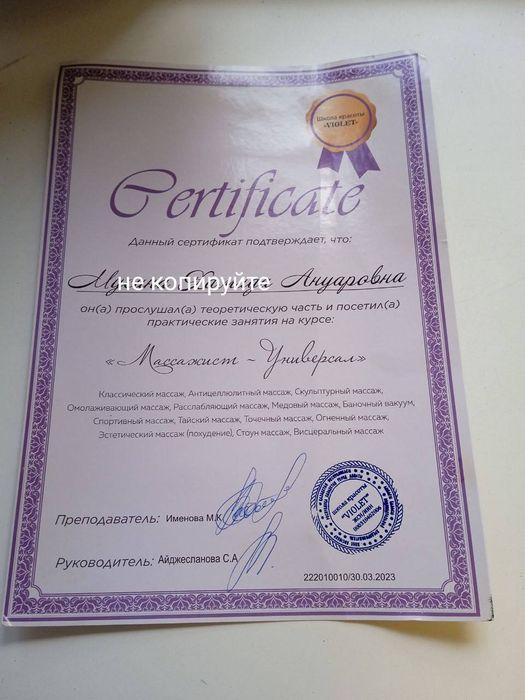 Школа красоты
-VIOLET-
Certificate
Данный сертификат подтверждает, что:
Ануаровна
не копируйте
он(а) прослушал(а) теоретическую часть и посетил(а)
практические занятия на курсе:
«Массажист - Универсал»
Классический массаж, Антицеллюлитный массаж, Скульптурный массаж,
Омолаживающий массаж, Расслабляющий массаж, Медовый массаж, Баночный вакуум,
Спортивный массаж, Тайский массаж, Точечный массаж, Огненный массаж,
Эстетический массаж (похудение), Стоун массаж, Висцеральный массаж
Преподаватель: Именова М.К.
Руководитель: Айджесланова С.А
Школа красоты
"VIOLET"
222010010/30.03.2023